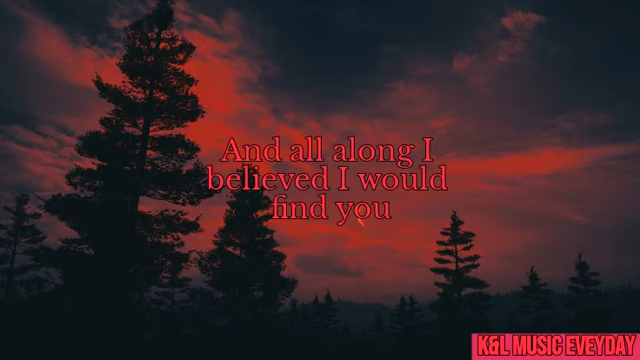 And all along I
believed I would
find you
K&L MUSIC EVEYDAY